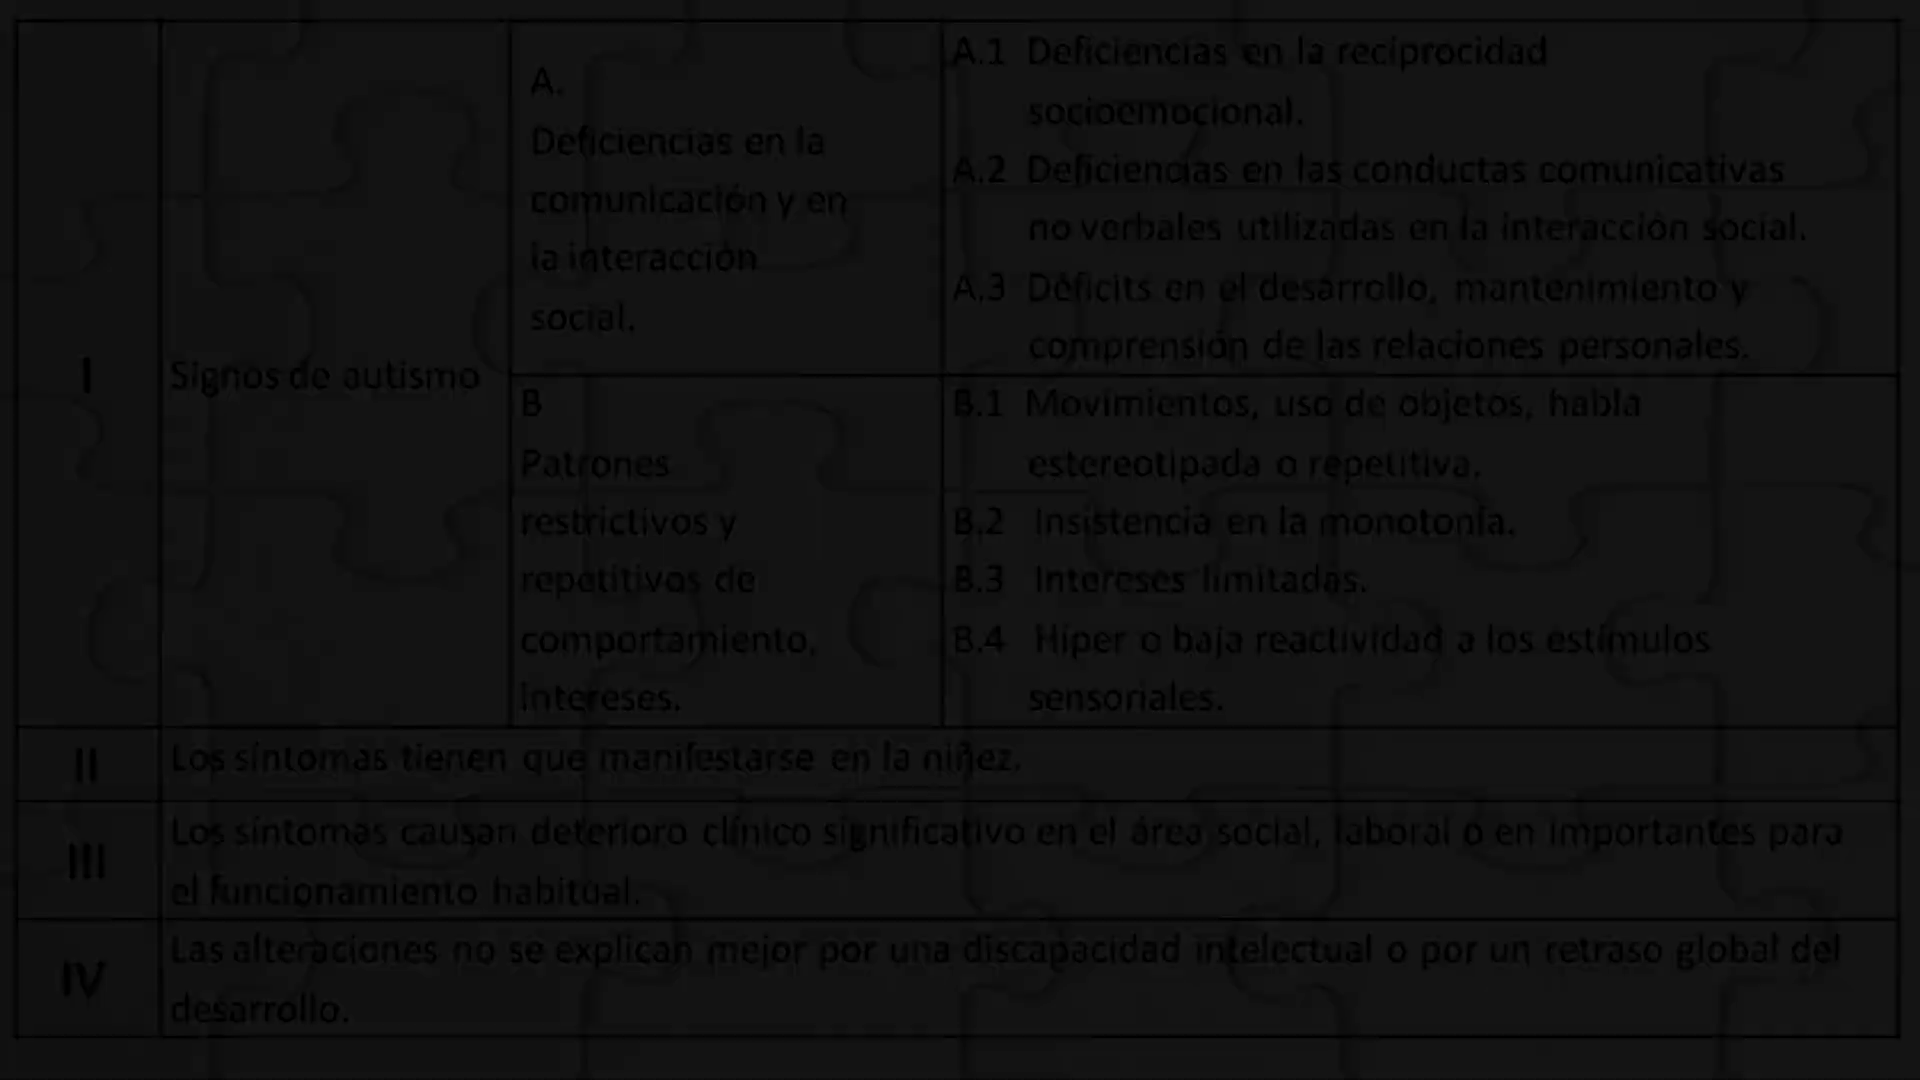 I
Signos de autismo
A.
Deficiencias en la
comunicación y en
la interacción
social.
A.1 Deficiencias en la reciprocidad
socioemocional.
A.2 Deficiencias en las conductas comunicativas
no verbales utilizadas en la interacción social.
A.3 Déficits en el desarrollo, mantenimiento y
comprensión de las relaciones personales.
B
Patrones
restrictivos y
repetitivos de
comportamiento,
intereses.
B.1 Movimientos, uso de objetos, habla
estereotipada o repetitiva.
B.2 Insistencia en la monotonía.
B.3 Intereses limitadas.
B.4 Hiper o baja reactividad a los estímulos
sensoriales.
II
Los síntomas tienen que manifestarse en la niñez.
III
Los síntomas causan deterioro clínico significativo en el área social, laboral o en importantes para
el funcionamiento habitual.
IV
Las alteraciones no se explican mejor por una discapacidad intelectual o por un retraso global del
desarrollo.